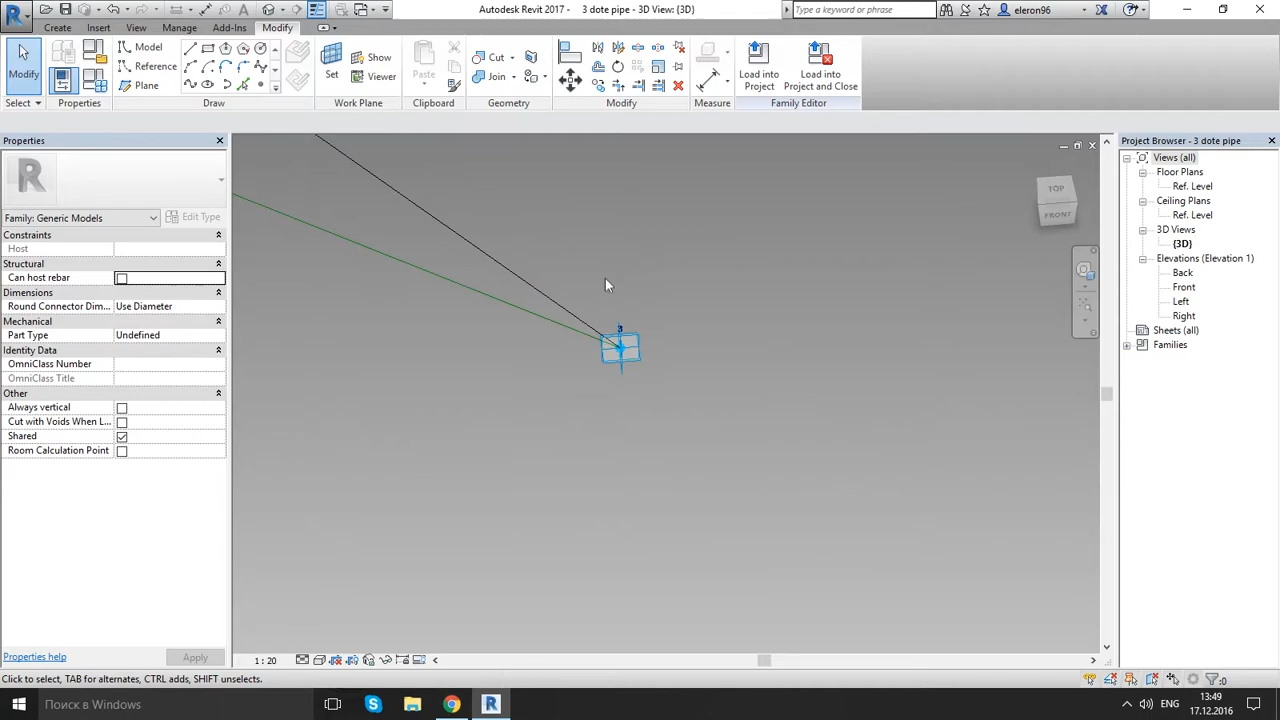 Autodesk Revit 2017 - 3 dote pipe - 3D View: {3D}
Type a keyword or phrase
eleron96
Create
Insert
View
Manage
Add-Ins
Modify
Modify
Model
Reference
Plane
Set
Show
Viewer
Paste
Cut
Join
Load into
Project
Load into
Project and Close
Select
Properties
Draw
Work Plane
Clipboard
Geometry
Modify
Measure
Family Editor
Properties
Family: Generic Models
Edit Type
Constraints
Host
Structural
Can host rebar
Dimensions
Round Connector Dim... Use Diameter
Mechanical
Part Type Undefined
Identity Data
OmniClass Number
OmniClass Title
Other
Always vertical
Cut with Voids When L...
Shared
Room Calculation Point
Properties help
Apply
3
TOP
FRONT
Project Browser - 3 dote pipe
Views (all)
Floor Plans
Ref. Level
Ceiling Plans
Ref. Level
3D Views
{3D}
Elevations (Elevation 1)
Back
Front
Left
Right
Sheets (all)
Families
1 : 20
Click to select, TAB for alternates, CTRL adds, SHIFT unselects.
:0
Поиск в Windows
ENG
13:49
17.12.2016